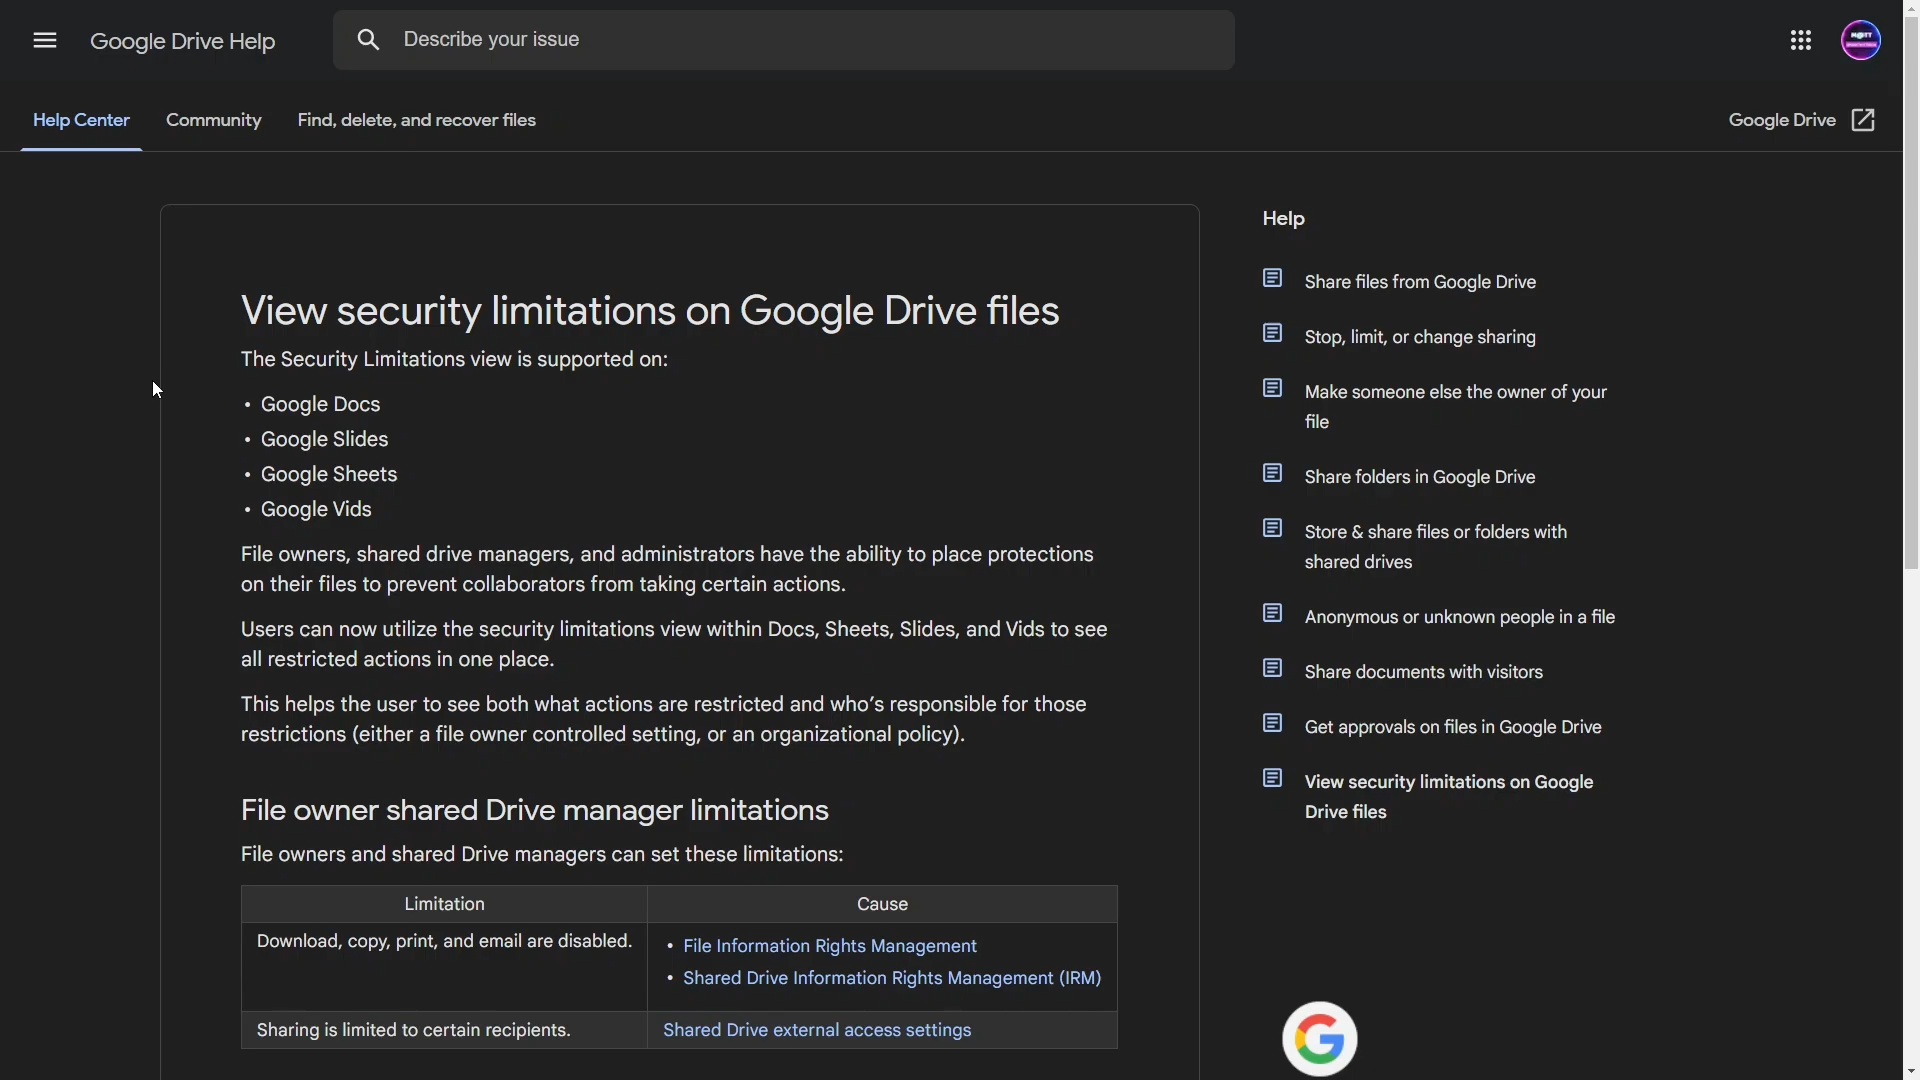 Google Drive Help
Describe your issue
Help Center
Community
Find, delete, and recover files
Google Drive
View security limitations on Google Drive files
The Security Limitations view is supported on:
• Google Docs
• Google Slides
• Google Sheets
• Google Vids
File owners, shared drive managers, and administrators have the ability to place protections
on their files to prevent collaborators from taking certain actions.
Users can now utilize the security limitations view within Docs, Sheets, Slides, and Vids to see
all restricted actions in one place.
This helps the user to see both what actions are restricted and who’s responsible for those
restrictions (either a file owner controlled setting, or an organizational policy).
File owner shared Drive manager limitations
File owners and shared Drive managers can set these limitations:
Limitation
Cause
Download, copy, print, and email are disabled.
• File Information Rights Management
• Shared Drive Information Rights Management (IRM)
Sharing is limited to certain recipients.
Shared Drive external access settings
Help
Share files from Google Drive
Stop, limit, or change sharing
Make someone else the owner of your
file
Share folders in Google Drive
Store & share files or folders with
shared drives
Anonymous or unknown people in a file
Share documents with visitors
Get approvals on files in Google Drive
View security limitations on Google
Drive files
G